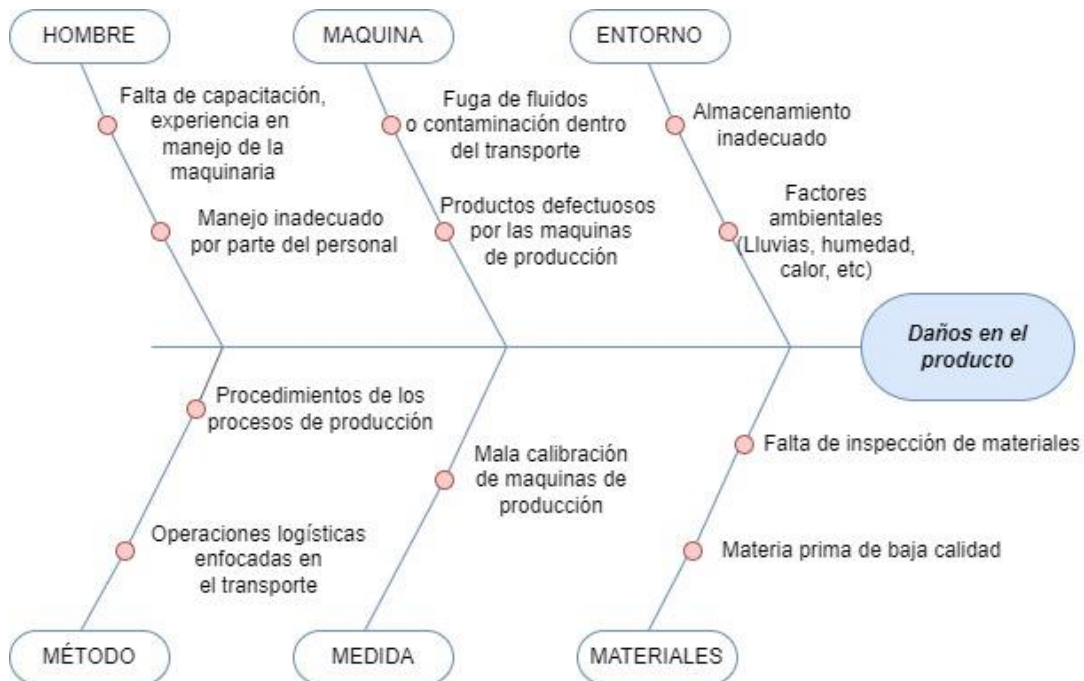 HOMBRE
MAQUINA
ENTORNO
Falta de capacitación,
experiencia en
manejo de la
maquinaria
Fuga de fluidos
o contaminación dentro
del transporte
Almacenamiento
inadecuado
Manejo inadecuado
por parte del personal
Productos defectuosos
por las maquinas
de producción
Factores
ambientales
(Lluvias, humedad,
calor, etc)
Daños en el
producto
Procedimientos de los
procesos de producción
Mala calibración
de maquinas de
producción
Falta de inspección de materiales
Operaciones logísticas
enfocadas en
el transporte
Materia prima de baja calidad
MÉTODO
MEDIDA
MATERIALES